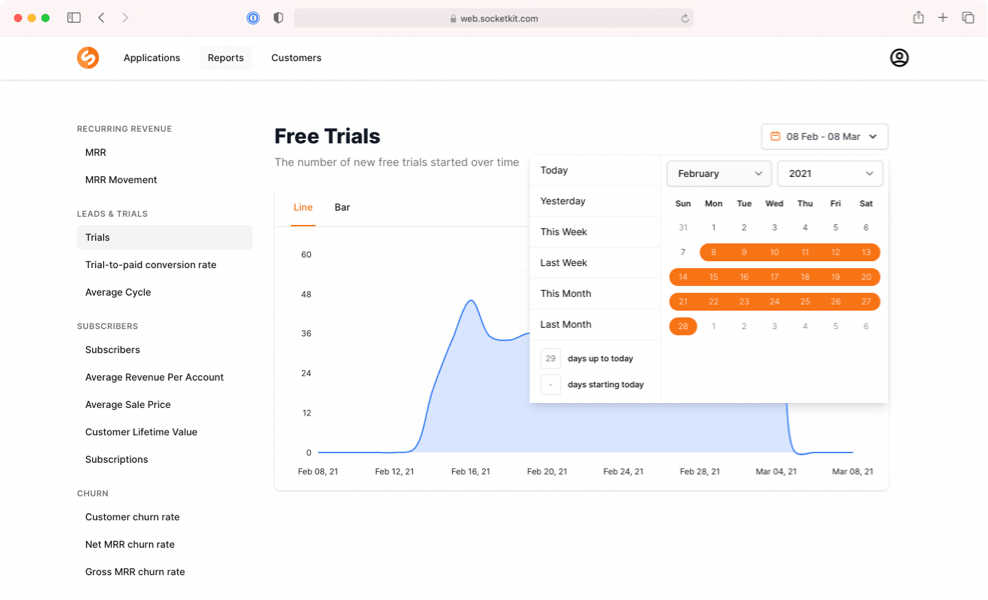 web.socketkit.com
Applications
Reports
Customers
RECURRING REVENUE
MRR
MRR Movement
LEADS & TRIALS
Trials
Trial-to-paid conversion rate
Average Cycle
SUBSCRIBERS
Subscribers
Average Revenue Per Account
Average Sale Price
Customer Lifetime Value
Subscriptions
CHURN
Customer churn rate
Net MRR churn rate
Gross MRR churn rate
Free Trials
The number of new free trials started over time
08 Feb - 08 Mar
Line
Bar
60
48
36
24
12
0
Feb 08, 21
Feb 12, 21
Feb 16, 21
Feb 20, 21
Feb 24, 21
Feb 28, 21
Mar 04, 21
Mar 08, 21
Today
Yesterday
This Week
Last Week
This Month
Last Month
29 days up to today
- days starting today
February
2021
Sun Mon Tue Wed Thu Fri Sat
31 1 2 3 4 5 6
7 8 9 10 11 12 13
14 15 16 17 18 19 20
21 22 23 24 25 26 27
28 1 2 3 4 5 6